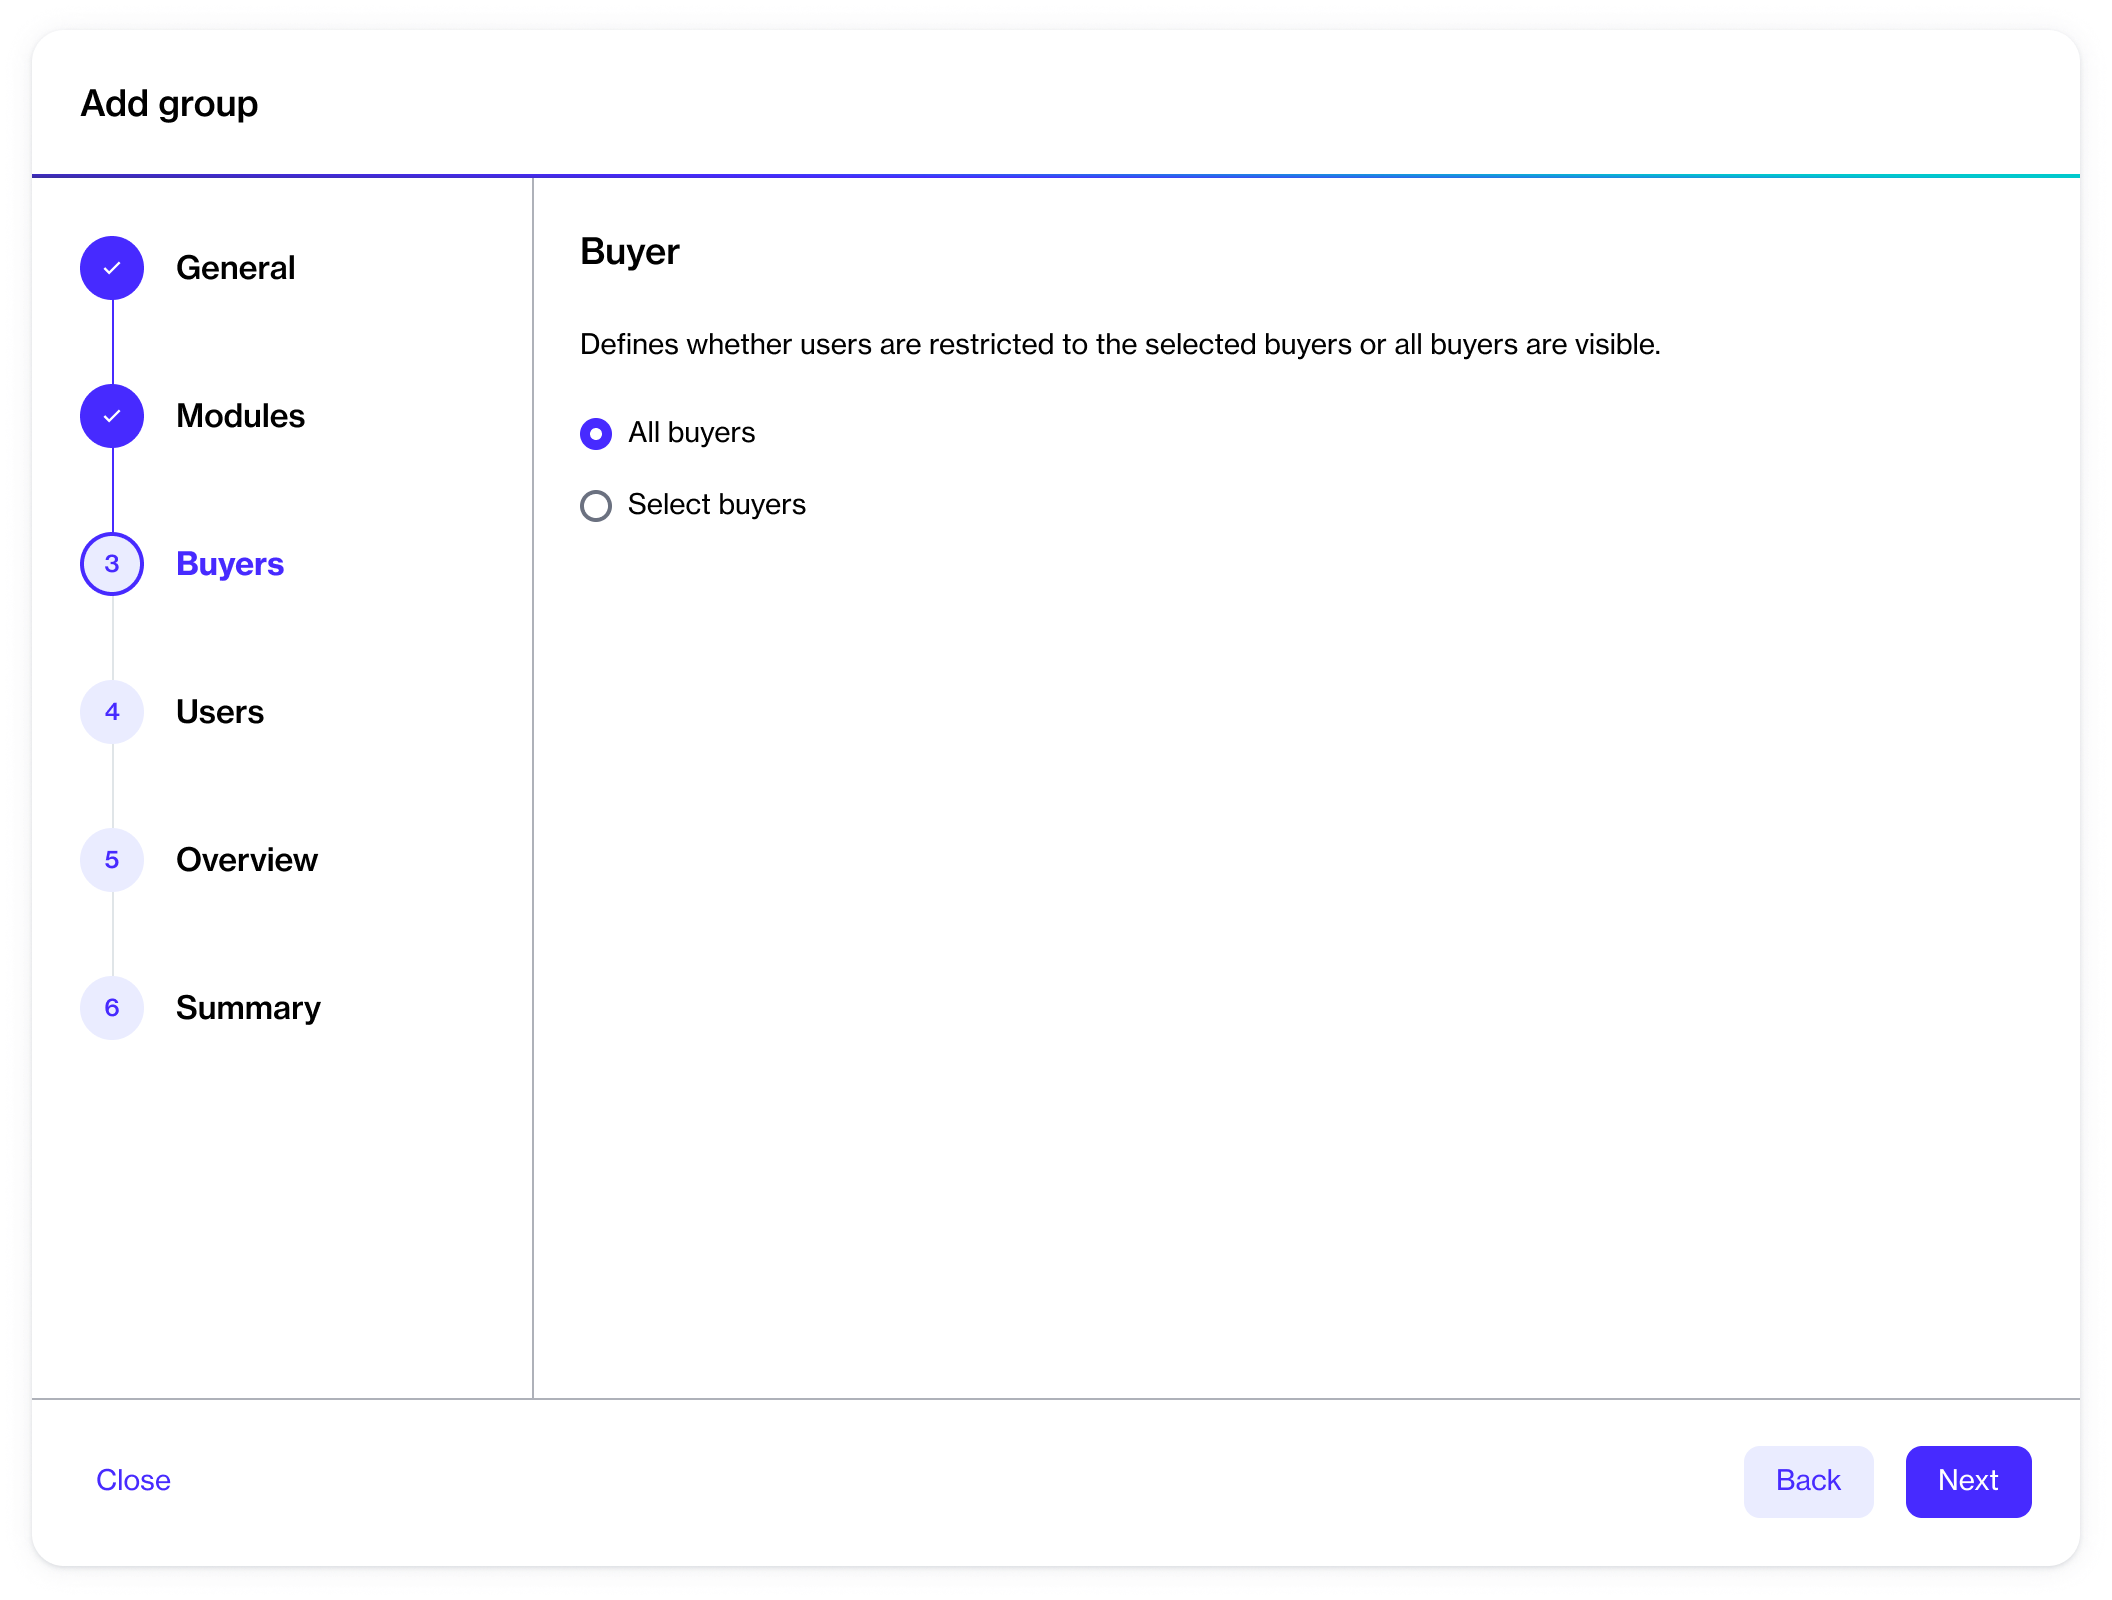 Add group
General
Modules
3
Buyers
4
Users
5
Overview
6
Summary
Buyer
Defines whether users are restricted to the selected buyers or all buyers are visible.
All buyers
Select buyers
Close
Back
Next